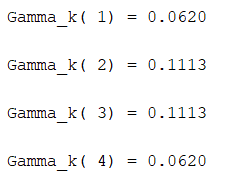 Gamma_k( 1) = 0.0620
Gamma_k( 2) = 0.1113
Gamma_k( 3) = 0.1113
Gamma_k( 4) = 0.0620